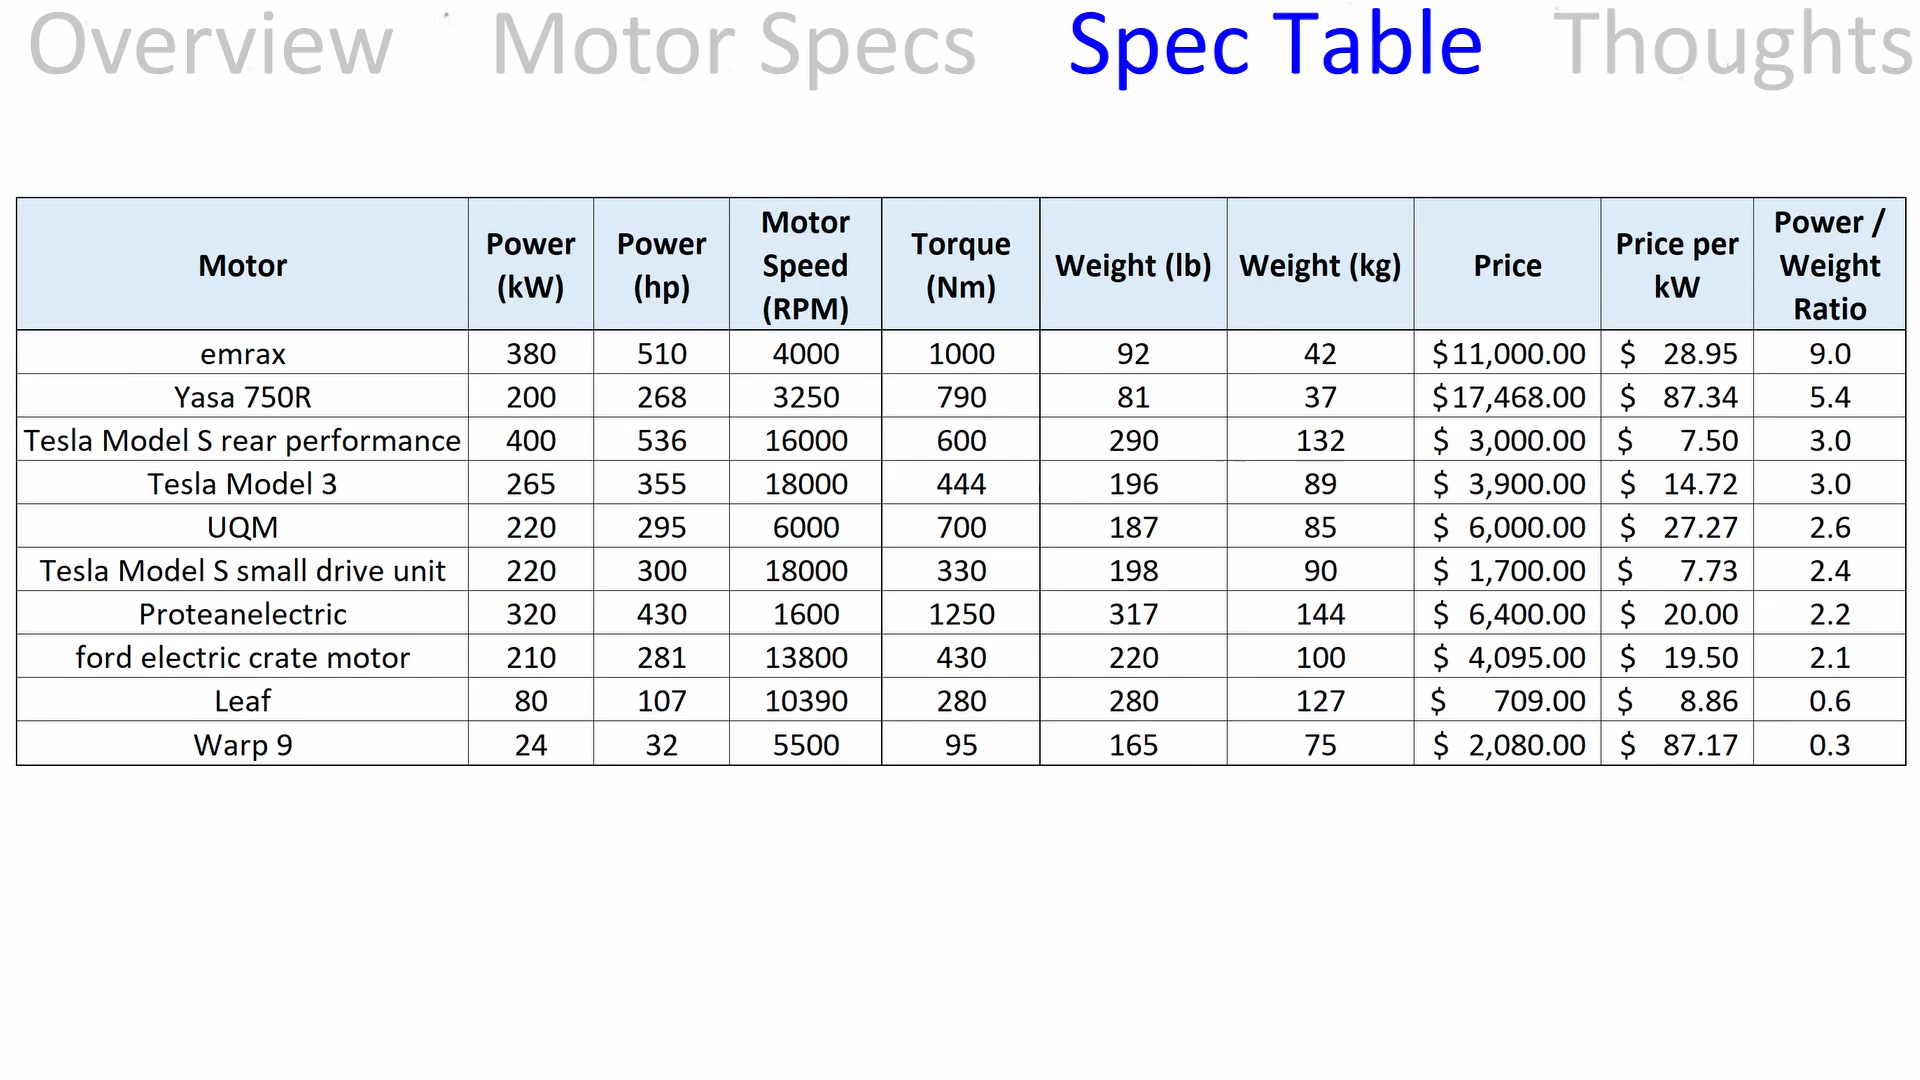 Overview Motor Specs Spec Table Thoughts
Motor Power (kW) Power (hp) Motor Speed (RPM) Torque (Nm) Weight (lb) Weight (kg) Price Price per kW Power / Weight Ratio
emrax 380 510 4000 1000 92 42 $11,000.00 $ 28.95 9.0
Yasa 750R 200 268 3250 790 81 37 $17,468.00 $ 87.34 5.4
Tesla Model S rear performance 400 536 16000 600 290 132 $ 3,000.00 $ 7.50 3.0
Tesla Model 3 265 355 18000 444 196 89 $ 3,900.00 $ 14.72 3.0
UQM 220 295 6000 700 187 85 $ 6,000.00 $ 27.27 2.6
Tesla Model S small drive unit 220 300 18000 330 198 90 $ 1,700.00 $ 7.73 2.4
Proteanelectric 320 430 1600 1250 317 144 $ 6,400.00 $ 20.00 2.2
ford electric crate motor 210 281 13800 430 220 100 $ 4,095.00 $ 19.50 2.1
Leaf 80 107 10390 280 280 127 $ 709.00 $ 8.86 0.6
Warp 9 24 32 5500 95 165 75 $ 2,080.00 $ 87.17 0.3